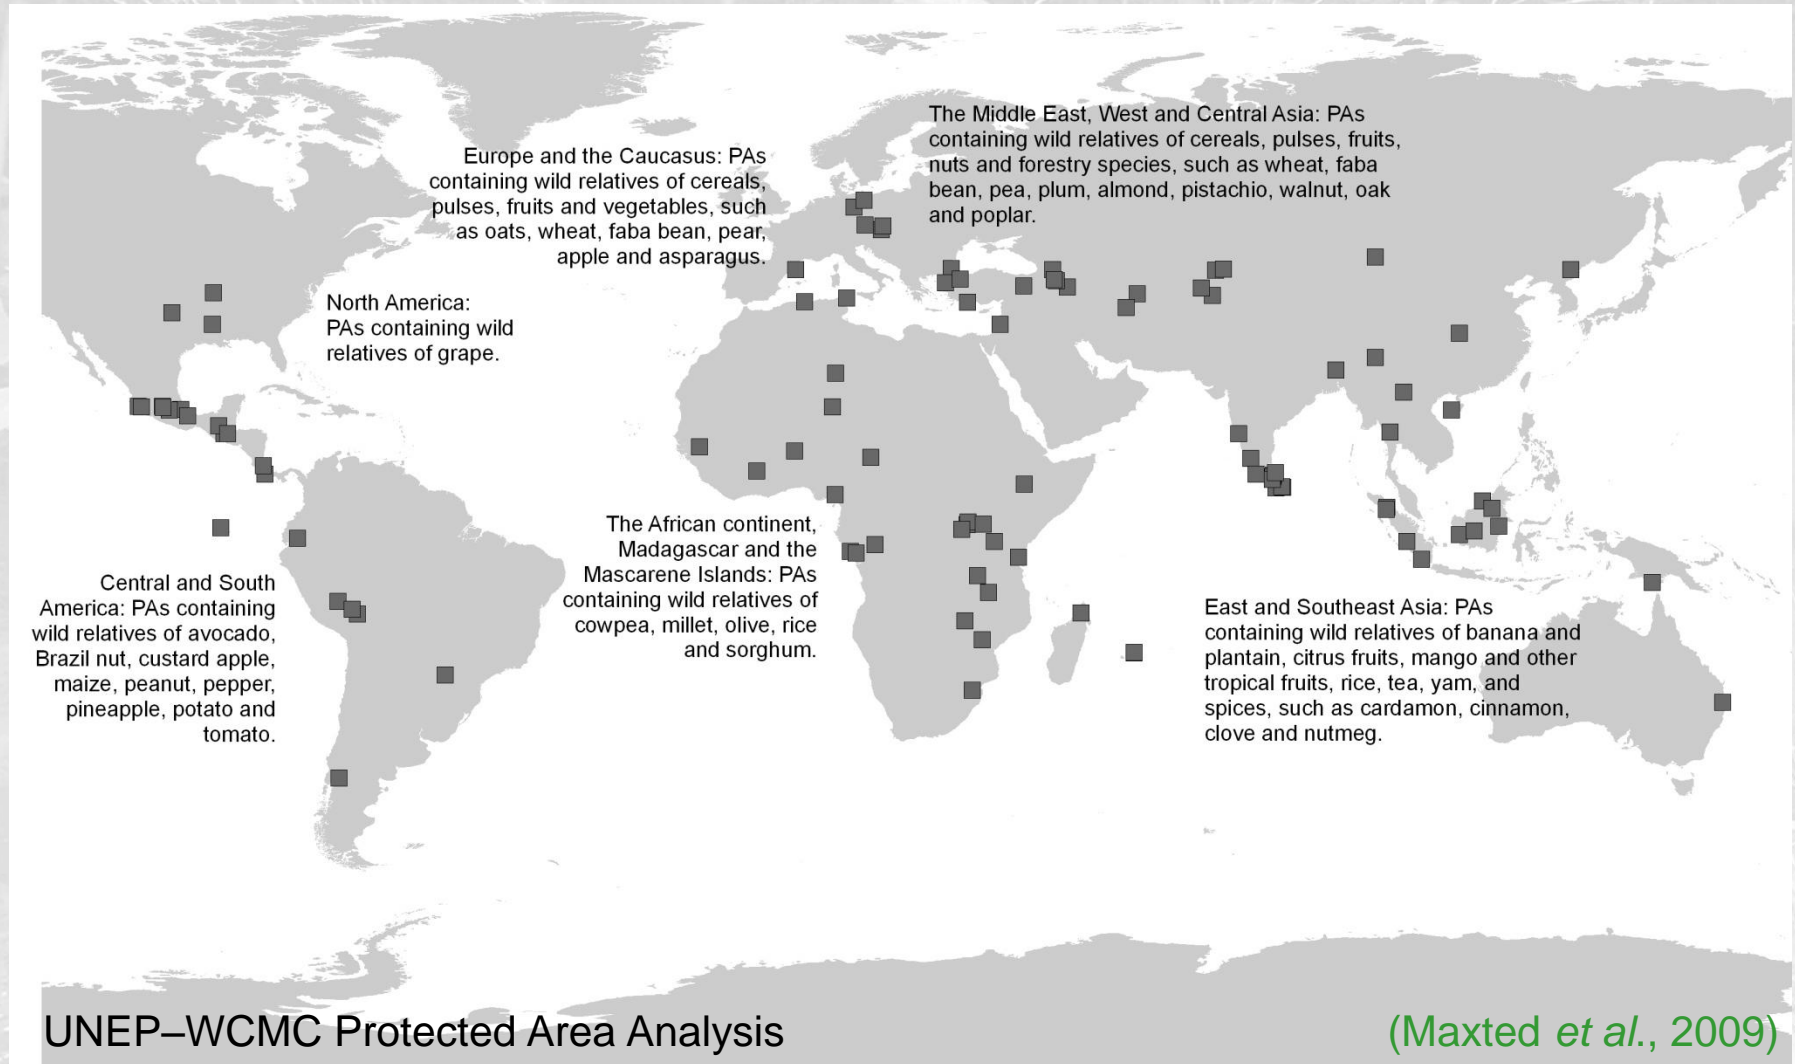 The Middle East, West and Central Asia: PAs
containing wild relatives of cereals, pulses, fruits,
nuts and forestry species, such as wheat, faba
bean, pea, plum, almond, pistachio, walnut, oak
and poplar.
Europe and the Caucasus: PAs
containing wild relatives of cereals,
pulses, fruits and vegetables, such
as oats, wheat, faba bean, pear,
apple and asparagus.
North America:
PAs containing wild
relatives of grape.
The African continent,
Madagascar and the
Mascarene Islands: PAs
containing wild relatives of
cowpea, millet, olive, rice
and sorghum.
Central and South
America: PAs containing
wild relatives of avocado,
Brazil nut, custard apple,
maize, peanut, pepper,
pineapple, potato and
tomato.
East and Southeast Asia: PAs
containing wild relatives of banana and
plantain, citrus fruits, mango and other
tropical fruits, rice, tea, yam, and
spices, such as cardamon, cinnamon,
clove and nutmeg.
UNEP–WCMC Protected Area Analysis
(Maxted et al., 2009)